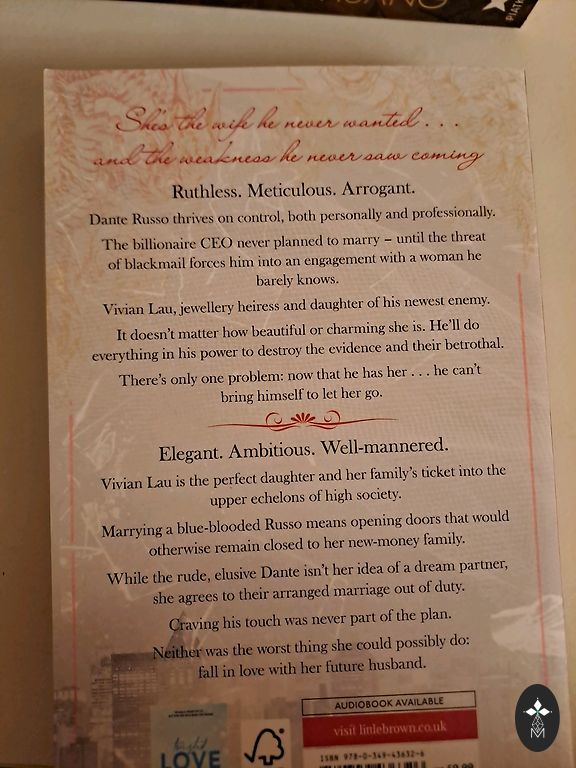 She's the wife he never wanted . . .
and the weakness he never saw coming
Ruthless. Meticulous. Arrogant.
Dante Russo thrives on control, both personally and professionally.
The billionaire CEO never planned to marry – until the threat
of blackmail forces him into an engagement with a woman he
barely knows.
Vivian Lau, jewellery heiress and daughter of his newest enemy.
It doesn't matter how beautiful or charming she is. He'll do
everything in his power to destroy the evidence and their betrothal.
There's only one problem: now that he has her . . . he can't
bring himself to let her go.
Elegant. Ambitious. Well-mannered.
Vivian Lau is the perfect daughter and her family's ticket into the
upper echelons of high society.
Marrying a blue-blooded Russo means opening doors that would
otherwise remain closed to her new-money family.
While the rude, elusive Dante isn't her idea of a dream partner,
she agrees to their arranged marriage out of duty.
Craving his touch was never part of the plan.
Neither was the worst thing she could possibly do:
fall in love with her future husband.
AUDIOBOOK AVAILABLE
visit littlebrown.co.uk
ISBN 978-0-349-43632-6
LOVE
M